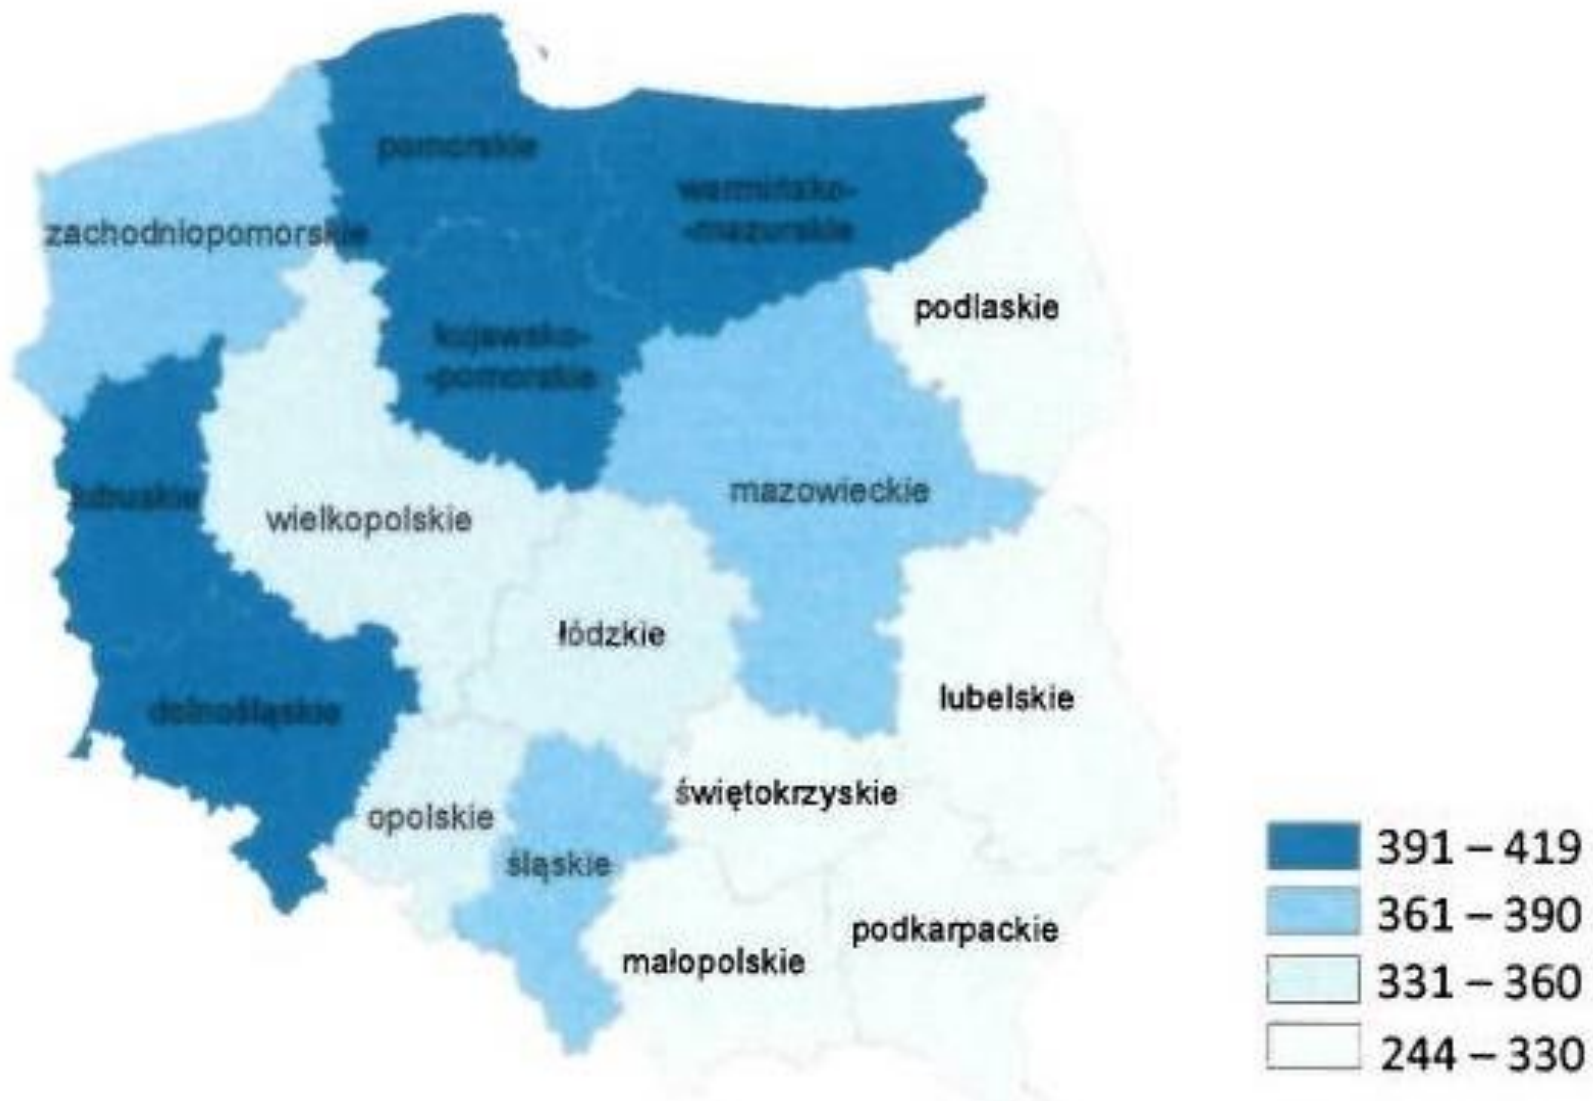 pomorskie
warmińsko-
-mazurskie
zachodniopomorskie
podlaskie
kujawsko-
-pomorskie
lubuskie
wielkopolskie
mazowieckie
łódzkie
lubelskie
dolnośląskie
opolskie
świętokrzyskie
śląskie
podkarpackie
małopolskie
391 – 419
361 – 390
331 – 360
244 – 330